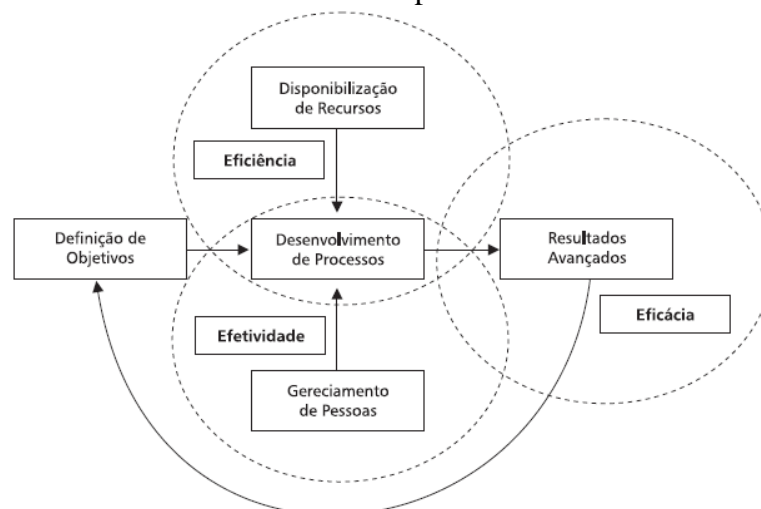 Disponibilização
de Recursos
Eficiência
Definição de
Objetivos
Desenvolvimento
de Processos
Resultados
Avançados
Efetividade
Eficácia
Gereciamento
de Pessoas